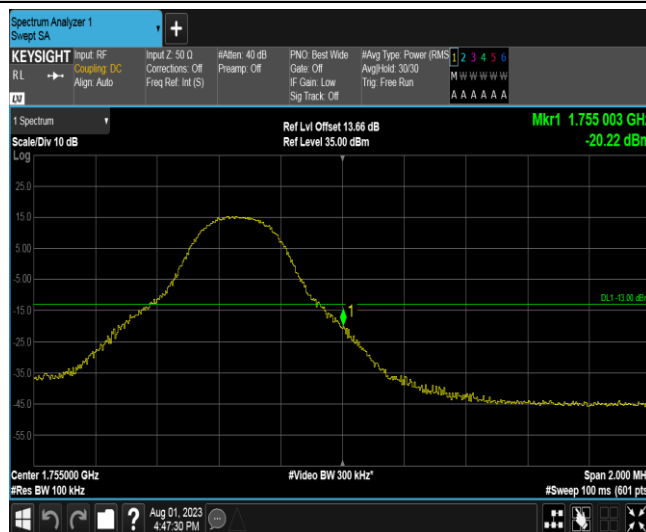 Spectrum Analyzer 1
Swept SA
KEYSIGHT
RL
Input: RF
Coupling: DC
Align: Auto
Input Z: 50 Ω
Corrections: Off
Freq Ref: Int (S)
#Atten: 40 dB
Preamp: Off
PNO: Best Wide
Gate: Off
IF Gain: Low
Sig Track: Off
#Avg Type: Power (RMS
Avg|Hold: 30/30
Trig: Free Run
1 2 3 4 5 6
M W W W W W
A A A A A A
LXI
1 Spectrum
Scale/Div 10 dB
Log
Ref Lvl Offset 13.66 dB
Ref Level 35.00 dBm
Mkr1 1.755 003 GHz
-20.22 dBm
25.0
15.0
5.00
-5.00
-15.0
-25.0
-35.0
-45.0
-55.0
1
DL1 -13.00 dBm
Center 1.755000 GHz
#Res BW 100 kHz
#Video BW 300 kHz*
Span 2.000 MH
#Sweep 100 ms (601 pts
?
Aug 01, 2023
4:47:30 PM